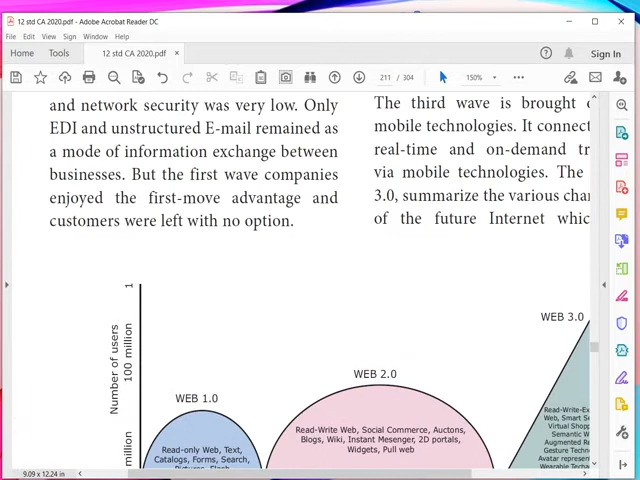 12 std CA 2020.pdf - Adobe Acrobat Reader DC
File Edit View Sign Window Help
Home Tools 12 std CA 2020.pdf × Sign In
211 / 304 150%
and network security was very low. Only
EDI and unstructured E-mail remained as
a mode of information exchange between
businesses. But the first wave companies
enjoyed the first-move advantage and
customers were left with no option.
The third wave is brought
mobile technologies. It connect
real-time and on-demand tr
via mobile technologies. The
3.0, summarize the various chan
of the future Internet whic
Number of users
1
100 million
million
WEB 1.0
Read-only Web, Text,
Catalogs, Forms, Search,
Pictures, Flash
WEB 2.0
Read-Write Web, Social Commerce, Auctons,
Blogs, Wiki, Instant Mesenger, 2D portals,
Widgets, Pull web
WEB 3.0
Read-Write-Ex
Web, Smart Se
Virtual Shopp
Semantic W
Augmented Re
Gesture Techn
Avatar represen
Wearable Techn
9.09 x 12.24 in